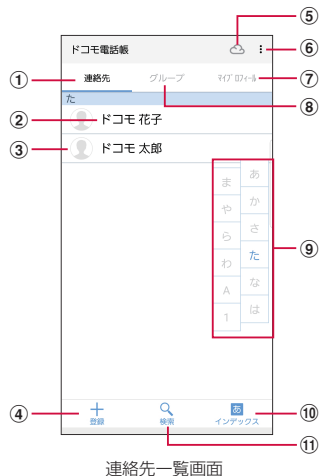 ⑤
ドコモ電話帳
⑥
① 連絡先 グループ マイプロフィール ⑦
⑧
た
② ドコモ 花子
③ ドコモ 太郎
あ
ま
か
や
さ
ら
た ⑨
わ
な
A
は
1
④ 登録 検索 あ インデックス ⑩
⑪
連絡先一覧画面